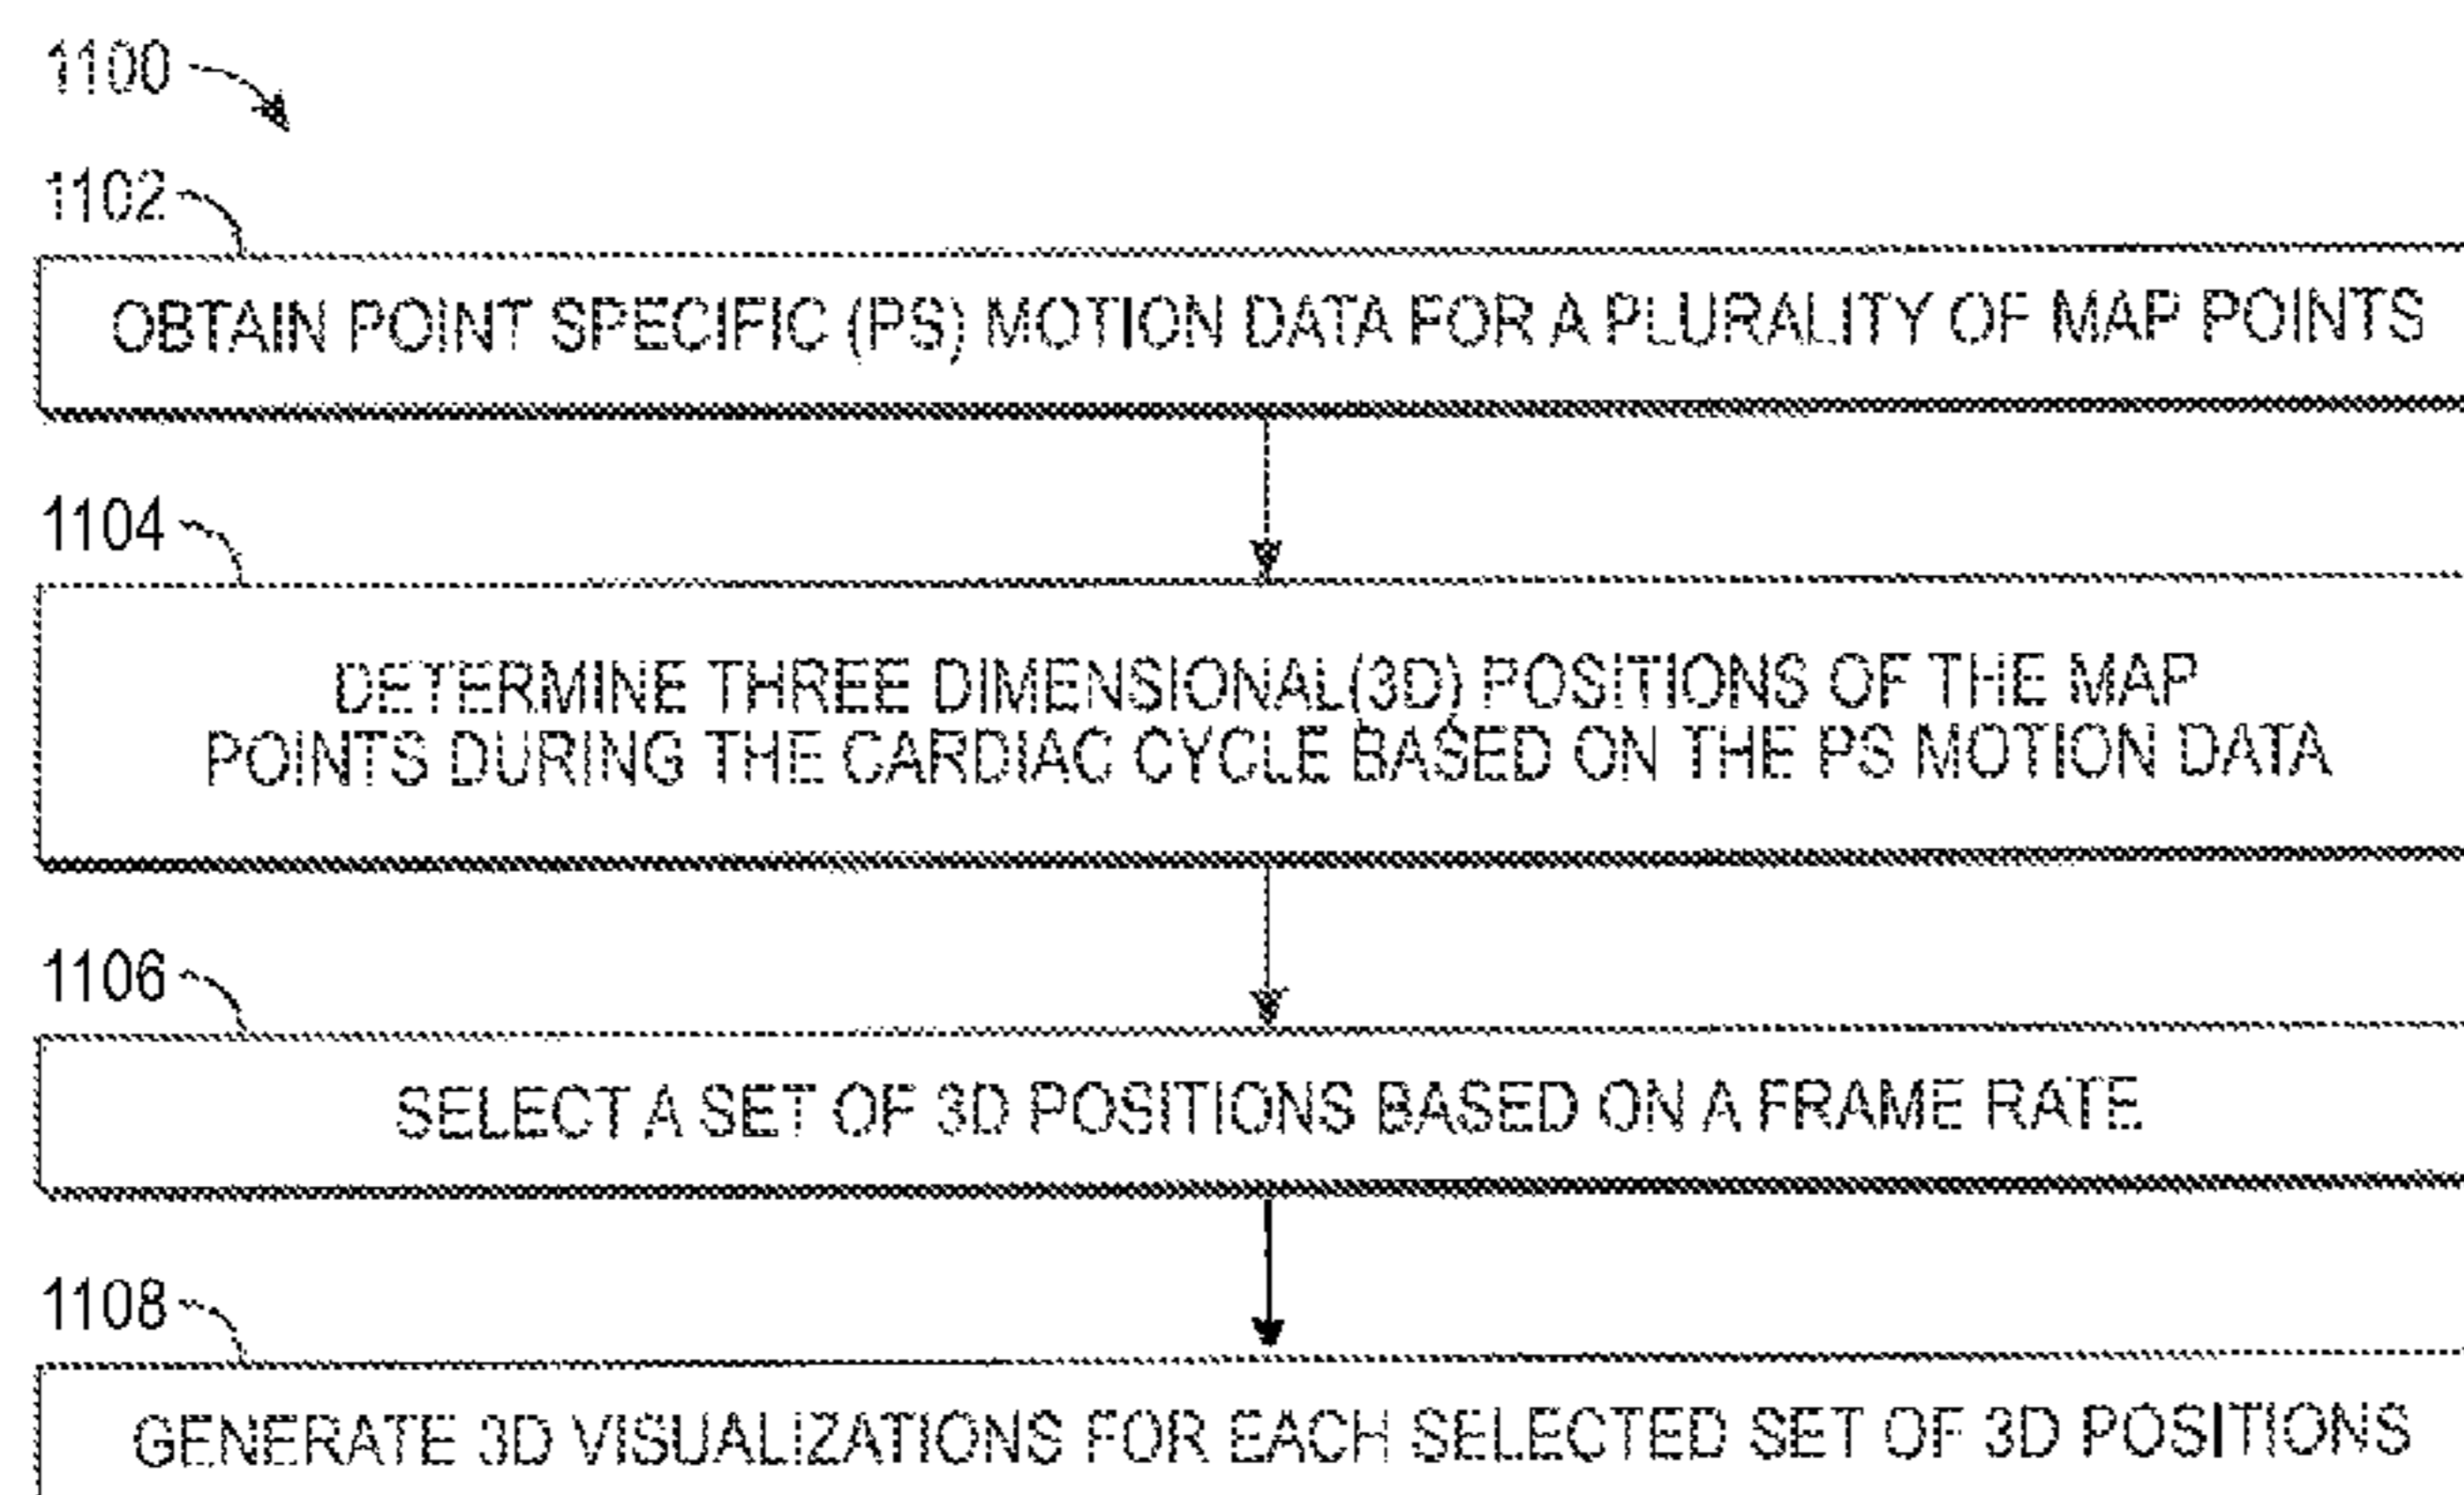 1100
1102
OBTAIN POINT SPECIFIC (PS) MOTION DATA FOR A PLURALITY OF MAP POINTS
1104
DETERMINE THREE DIMENSIONAL(3D) POSITIONS OF THE MAP
POINTS DURING THE CARDIAC CYCLE BASED ON THE PS MOTION DATA
1106
SELECT A SET OF 3D POSITIONS BASED ON A FRAME RATE
1108
GENERATE 3D VISUALIZATIONS FOR EACH SELECTED SET OF 3D POSITIONS